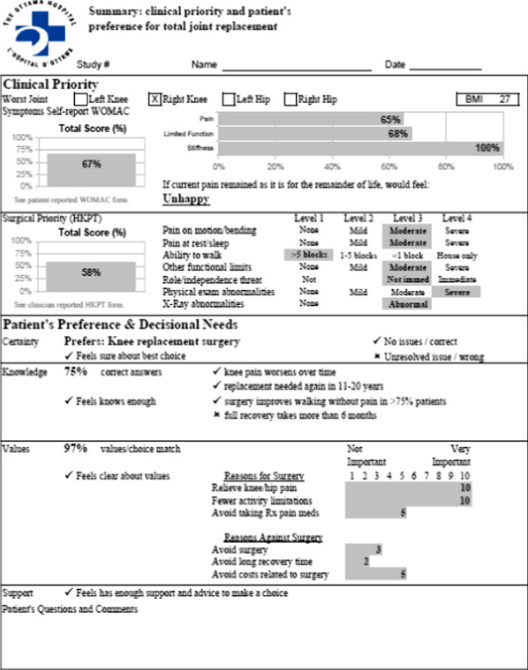 THE OTTAWA HOSPITAL
L'HÔPITAL D'OTTAWA
Summary: clinical priority and patient's
preference for total joint replacement
Study # Name Date
Clinical Priority
Worst Joint Left Knee X Right Knee Left Hip Right Hip BMI 27
Symptoms Self-report WOMAC
Total Score (%)
100%
75%
50%
25%
0%
67%
See patient reported WOMAC form.
Pain 65%
Limited Function 68%
Stiffness 100%
0% 20% 40% 60% 80% 100%
If current pain remained as it is for the remainder of life, would feel:
Unhappy
Surgical Priority (HKPT)
Total Score (%)
100%
75%
50%
25%
0%
58%
See clinician reported HKPT form.
Level 1 Level 2 Level 3 Level 4
Pain on motion/bending None Mild Moderate Severe
Pain at rest/sleep None Mild Moderate Severe
Ability to walk >5 blocks 1-5 blocks <1 block House only
Other functional limits None Mild Moderate Severe
Role/independence threat Not Not immed Immediate
Physical exam abnormalities None Mild Moderate Severe
X-Ray abnormalities None Abnormal
Patient's Preference & Decisional Needs
Certainty Prefers: Knee replacement surgery ✓ No issues / correct
✓ Feels sure about best choice ✖ Unresolved issue / wrong
Knowledge 75% correct answers ✓ knee pain worsens over time
✓ replacement needed again in 11-20 years
✓ Feels knows enough ✓ surgery improves walking without pain in >75% patients
✖ full recovery takes more than 6 months
Values 97% values/choice match Not Very
Important Important
✓ Feels clear about values Reasons for Surgery 1 2 3 4 5 6 7 8 9 10
Relieve knee/hip pain 10
Fewer activity limitations 10
Avoid taking Rx pain meds 5
Reasons Against Surgery
Avoid surgery 3
Avoid long recovery time 2
Avoid costs related to surgery 5
Support ✓ Feels has enough support and advice to make a choice
Patient's Questions and Comments